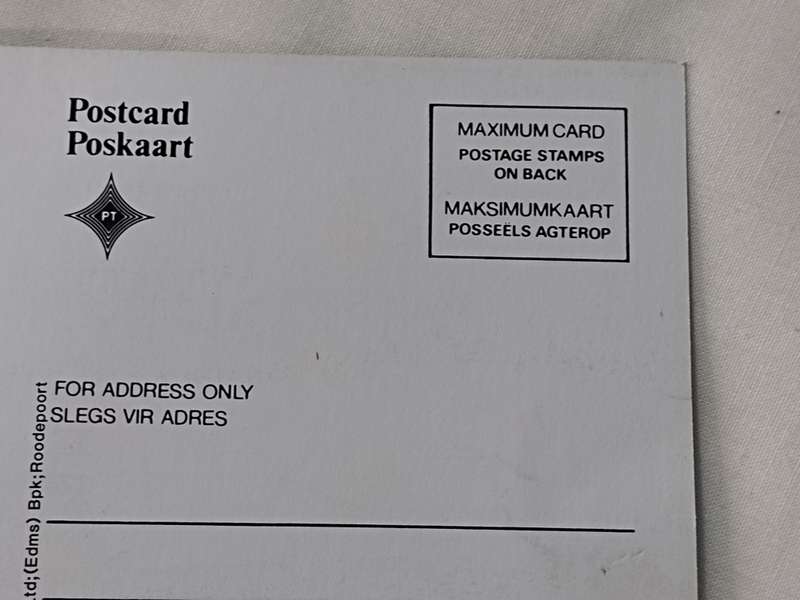 Postcard
Poskaart
PT
MAXIMUM CARD
POSTAGE STAMPS
ON BACK
MAKSIMUMKAART
POSSEËLS AGTEROP
FOR ADDRESS ONLY
SLEGS VIR ADRES
td;(Edms) Bpk;Roodepoort